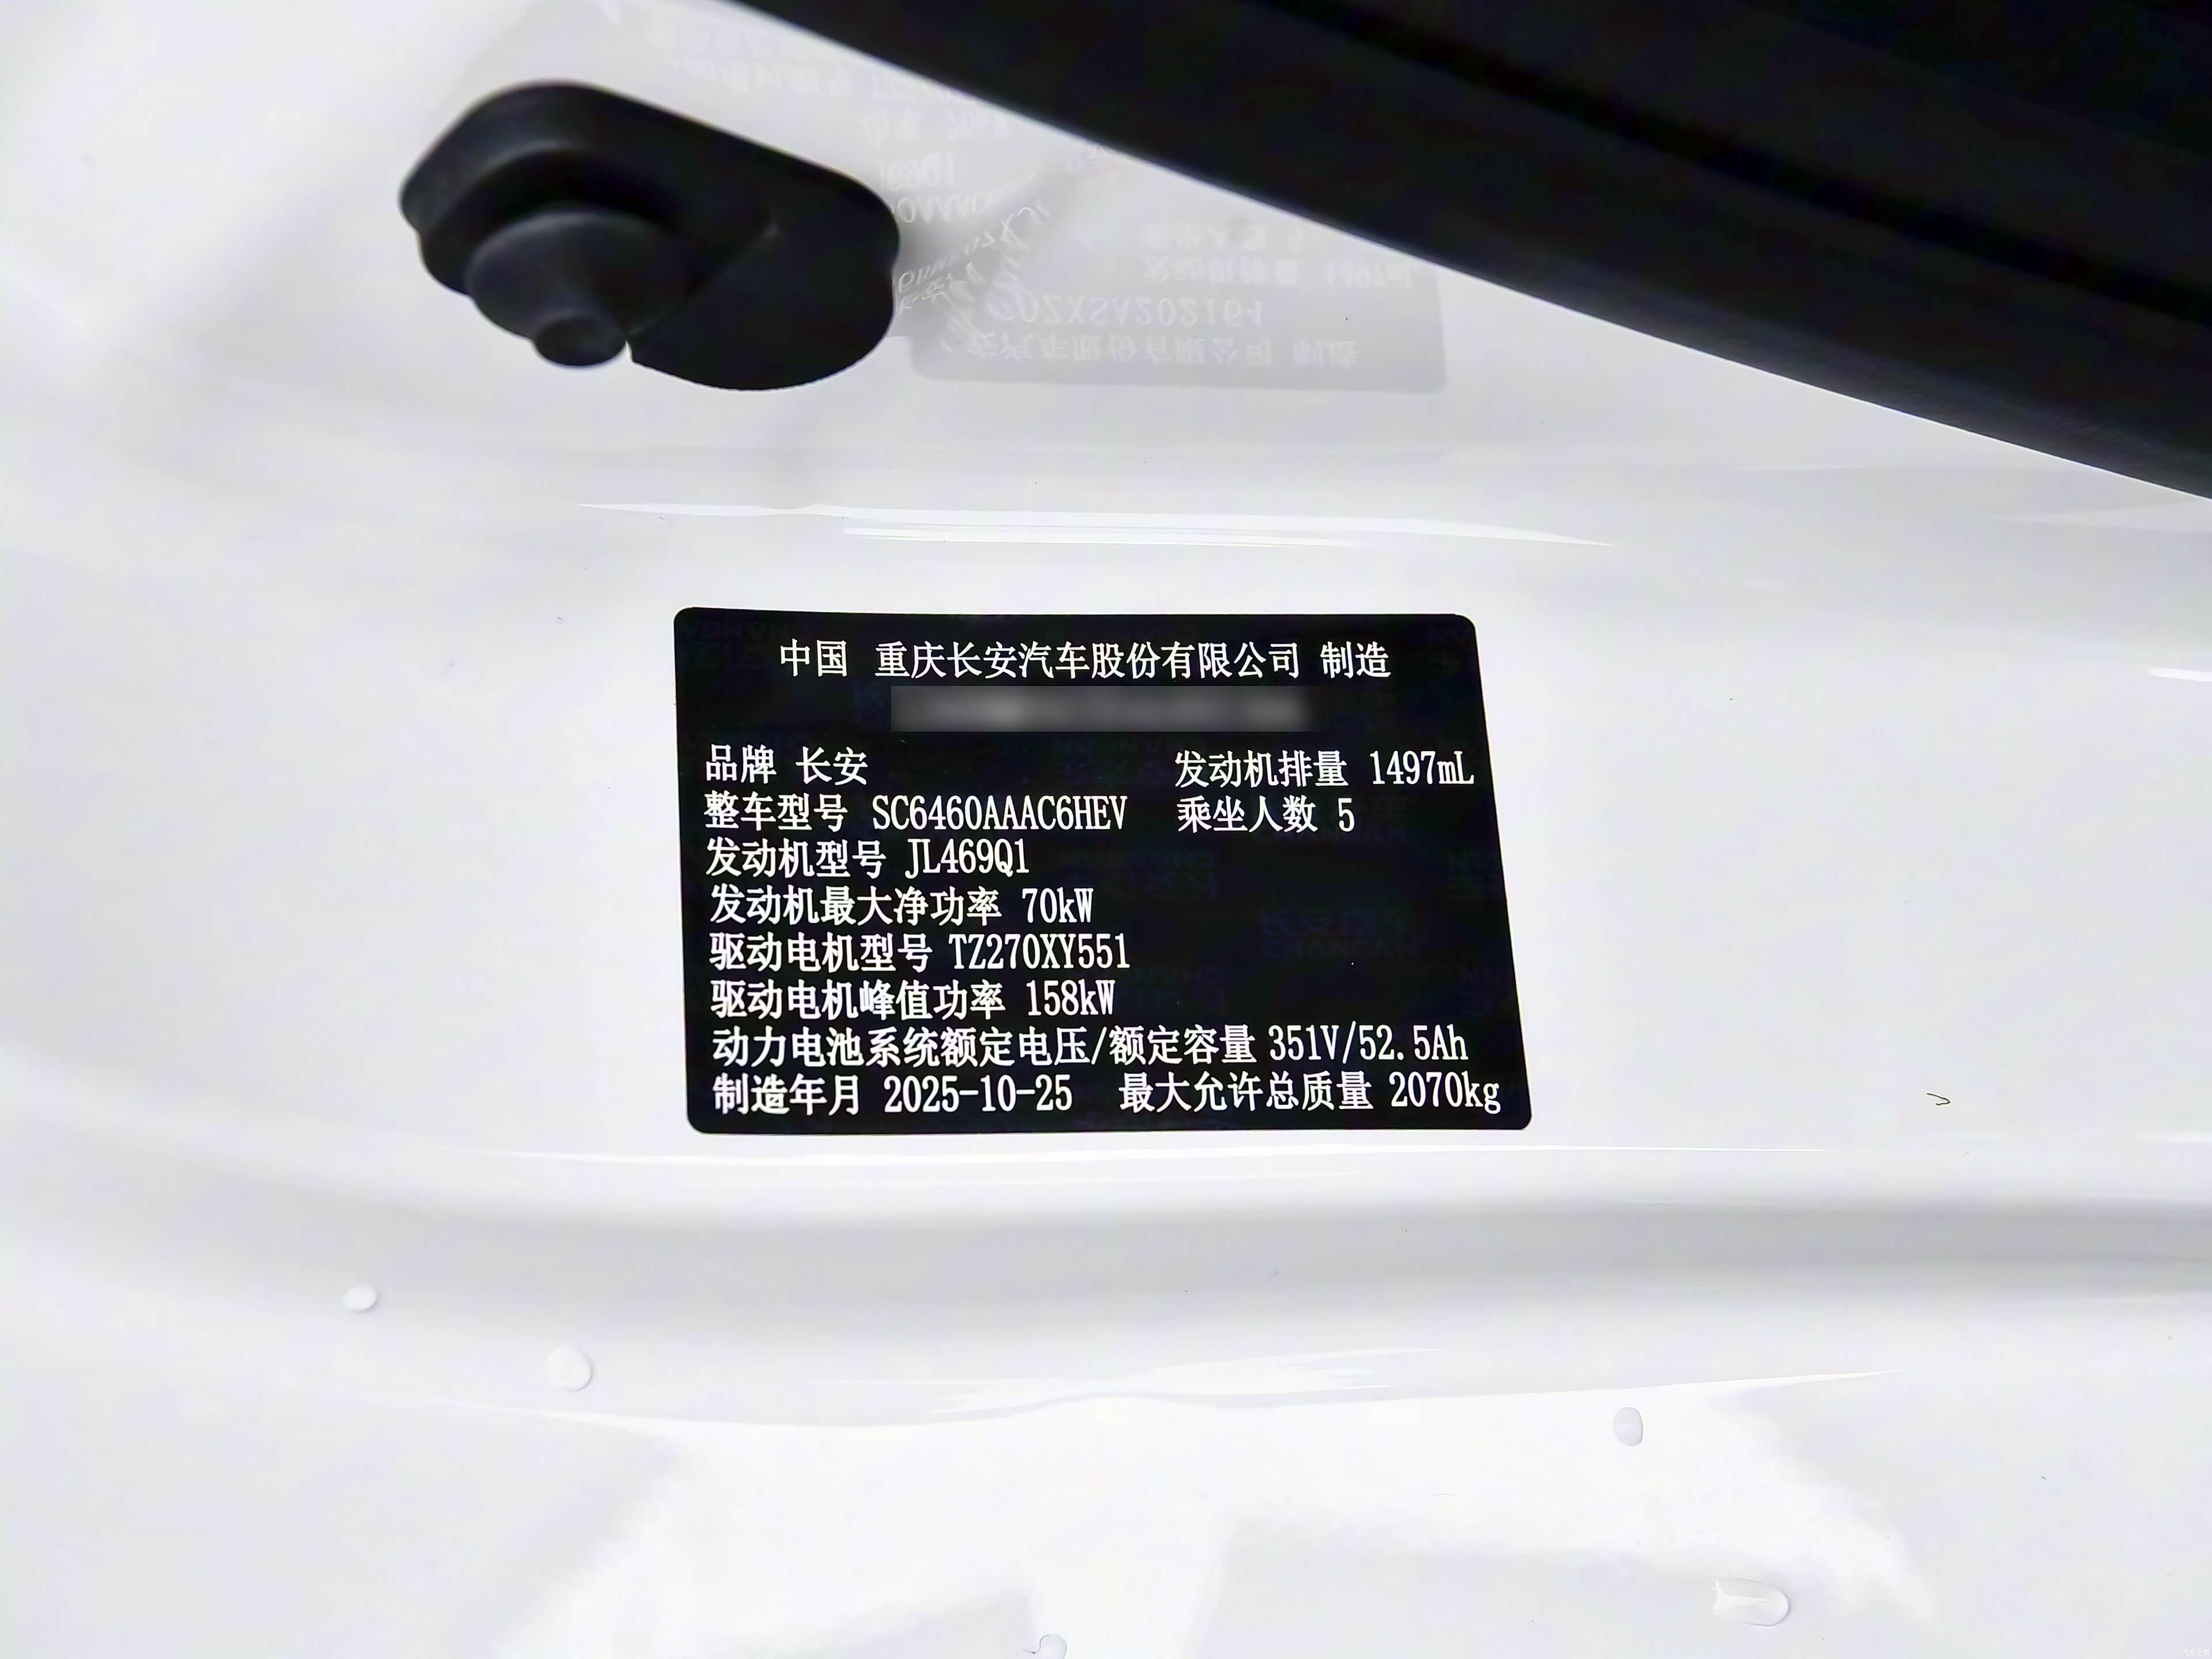 中国 重庆长安汽车股份有限公司 制造
品牌 长安 发动机排量 1497mL
整车型号 SC6460AAAC6HEV 乘坐人数 5
发动机型号 JL469Q1
发动机最大净功率 70kW
驱动电机型号 TZ270XY551
驱动电机峰值功率 158kW
动力电池系统额定电压/额定容量 351V/52.5Ah
制造年月 2025-10-25 最大允许总质量 2070kg